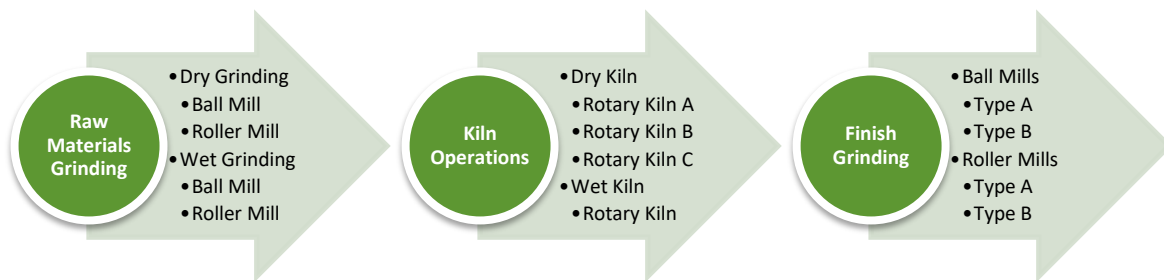 Raw
Materials
Grinding
•Dry Grinding
•Ball Mill
•Roller Mill
•Wet Grinding
•Ball Mill
•Roller Mill
Kiln
Operations
•Dry Kiln
•Rotary Kiln A
•Rotary Kiln B
•Rotary Kiln C
•Wet Kiln
•Rotary Kiln
Finish
Grinding
•Ball Mills
•Type A
•Type B
•Roller Mills
•Type A
•Type B